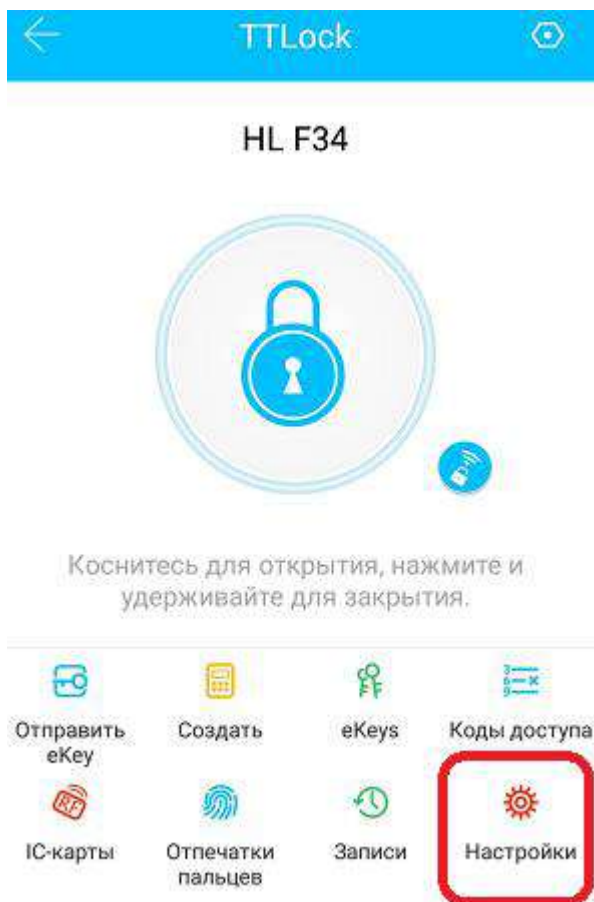 TTLock
HL F34
Коснитесь для открытия, нажмите и
удерживайте для закрытия.
Отправить
eKey
Создать
eKeys
Коды доступа
RF
IC-карты
Отпечатки
пальцев
Записи
Настройки